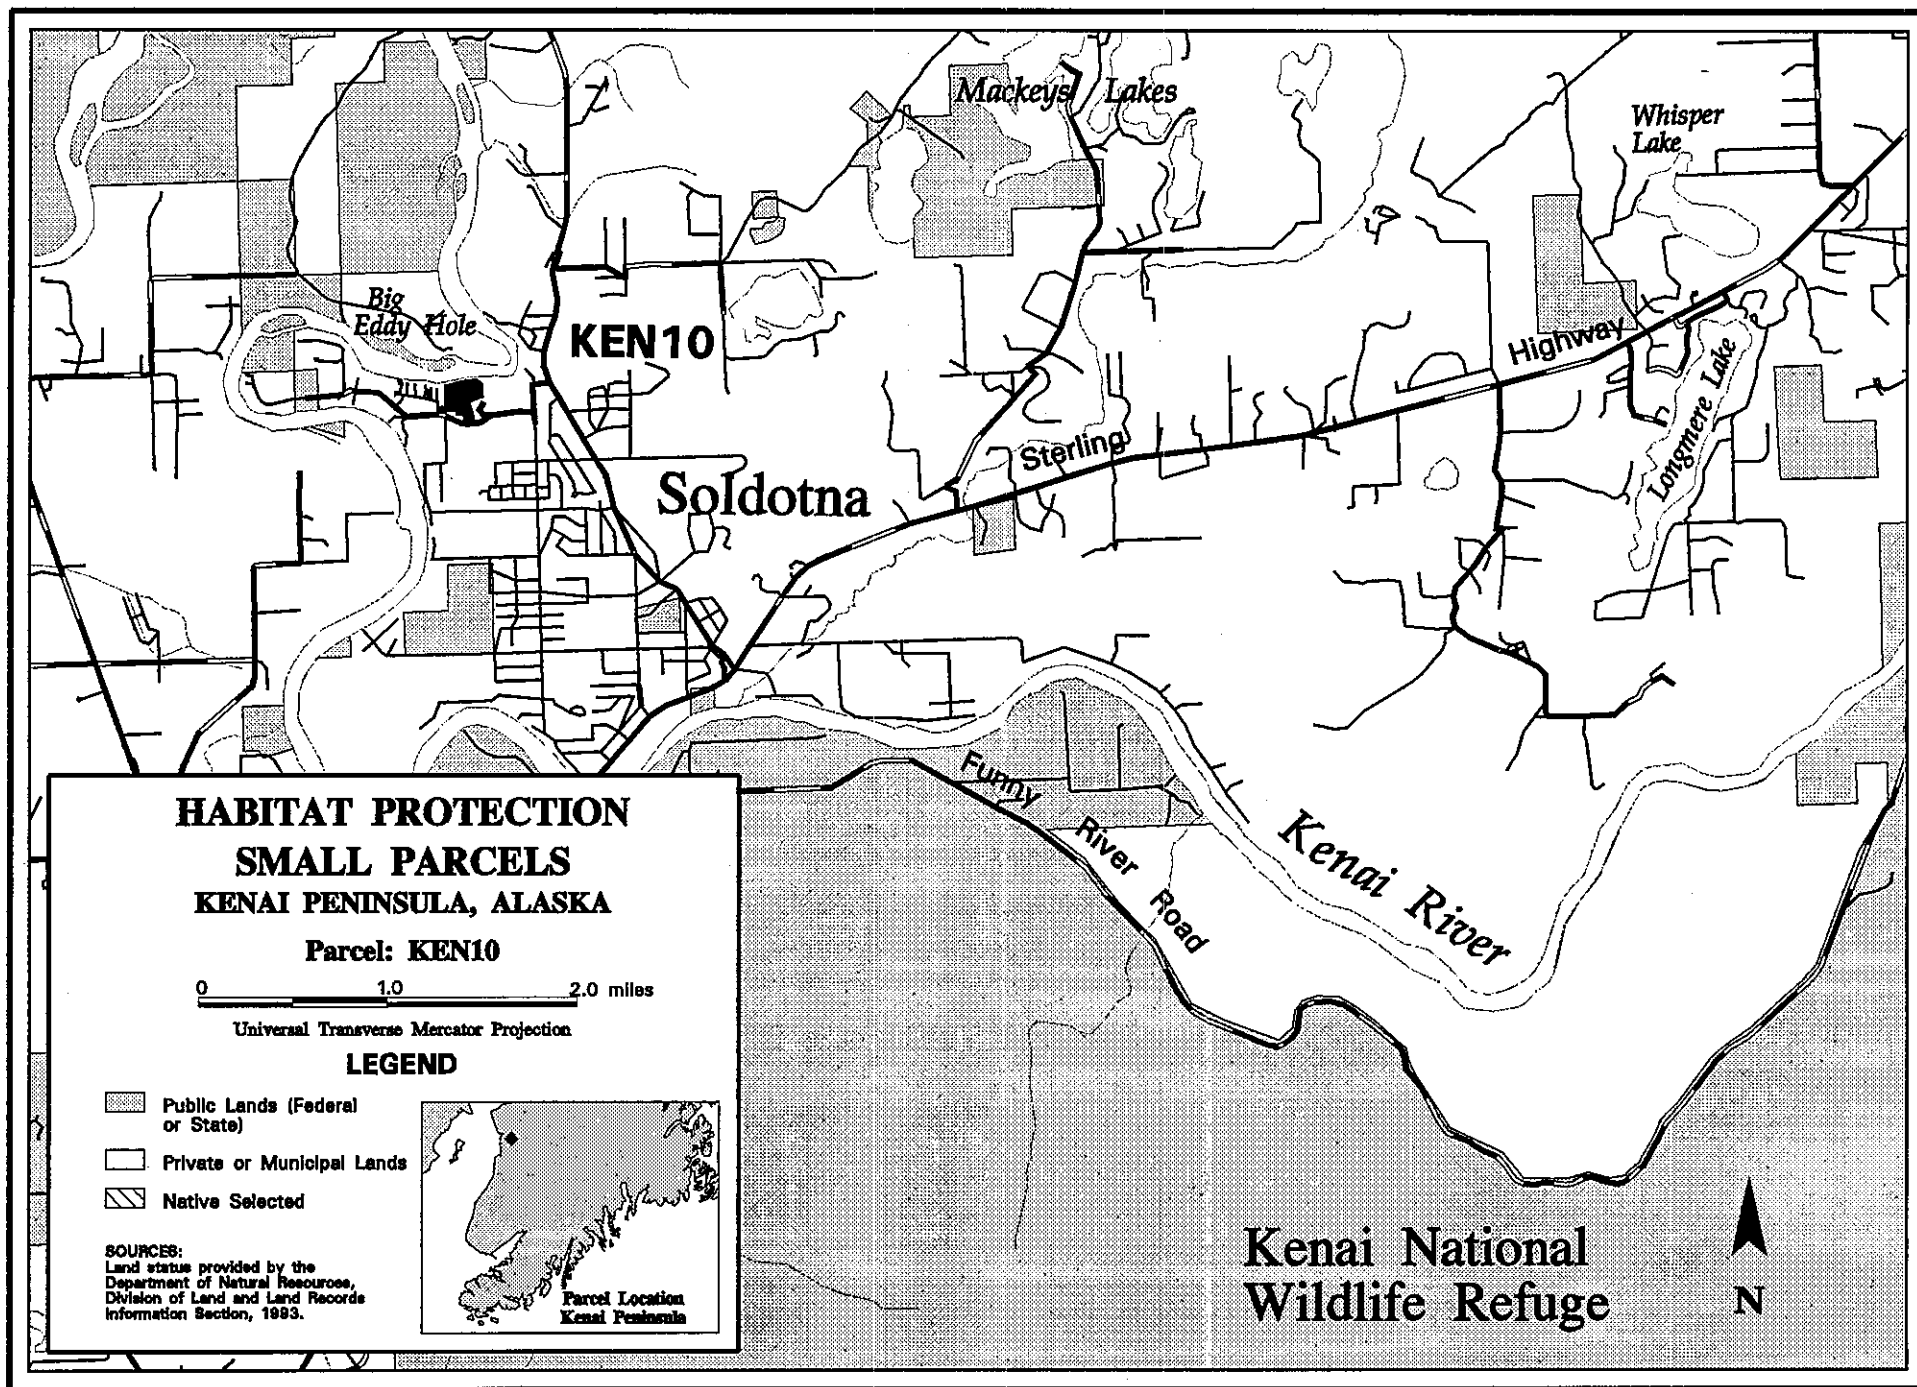 Mackeys Lakes
Whisper
Lake
Big
Eddy Hole
KEN10
Highway
Longmere Lake
Sterling
Soldotna
Funny
River
Road
Kenai River
HABITAT PROTECTION
SMALL PARCELS
KENAI PENINSULA, ALASKA
Parcel: KEN10
0 1.0 2.0 miles
Universal Transverse Mercator Projection
LEGEND
Public Lands (Federal
or State)
Private or Municipal Lands
Native Selected
SOURCES:
Land status provided by the
Department of Natural Resources,
Division of Land and Land Records
Information Section, 1993.
Parcel Location
Kenai Peninsula
Kenai National
Wildlife Refuge
N